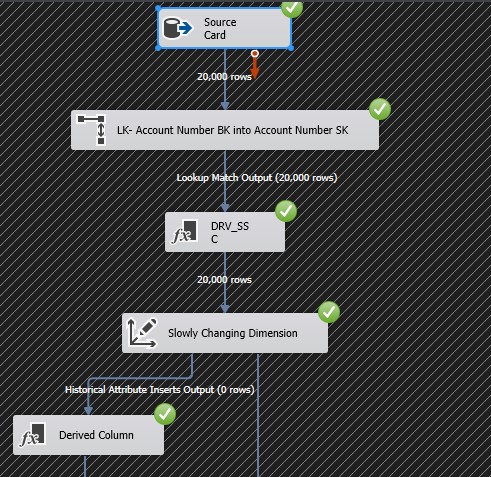 Source
Card
20,000 rows
LK- Account Number BK into Account Number SK
Lookup Match Output (20,000 rows)
DRV_SS
C
20,000 rows
Slowly Changing Dimension
Historical Attribute Inserts Output (0 rows)
Derived Column